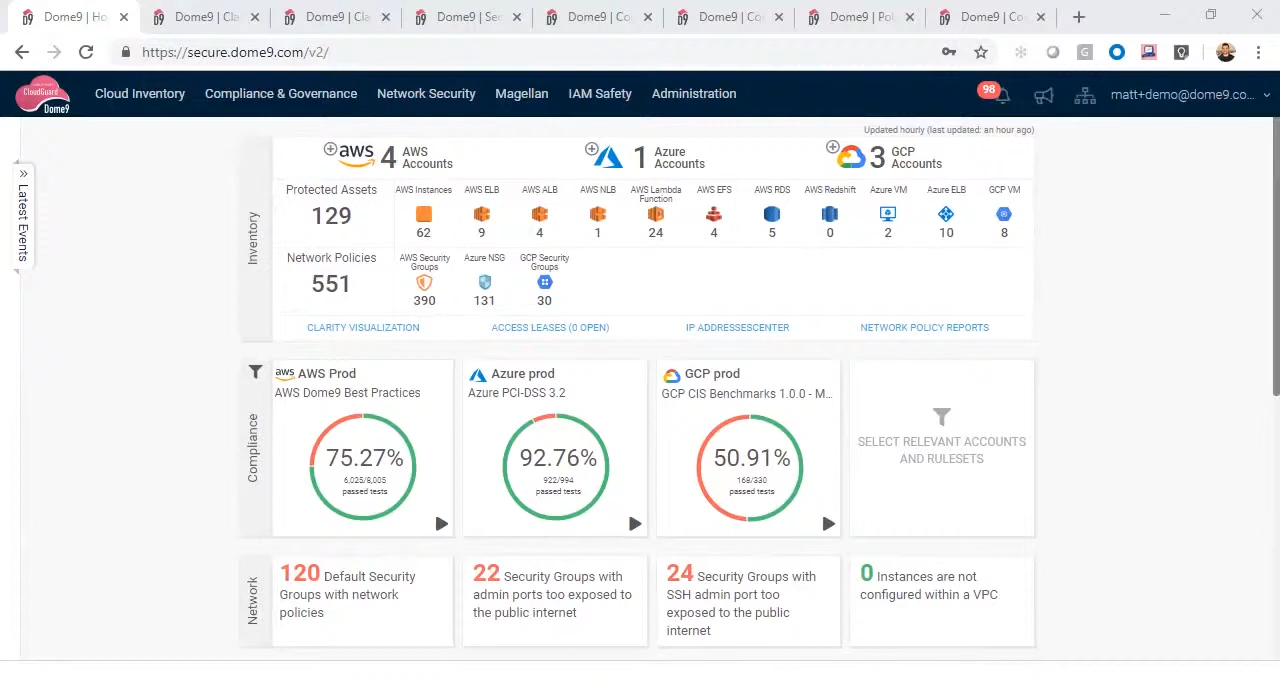 Dome9 | Ho
Dome9 | Cla
Dome9 | Cla
Dome9 | Sec
Dome9 | Co
Dome9 | Co
Dome9 | Pol
Dome9 | Co
https://secure.dome9.com/v2/
CloudGuard
Dome9
Cloud Inventory
Compliance & Governance
Network Security
Magellan
IAM Safety
Administration
98
matt+demo@dome9.co...
Latest Events
Updated hourly (last updated: an hour ago)
Inventory
aws 4 AWS Accounts
1 Azure Accounts
3 GCP Accounts
Protected Assets
129
AWS Instances
62
AWS ELB
9
AWS ALB
4
AWS NLB
1
AWS Lambda
Function
24
AWS EFS
4
AWS RDS
5
AWS Redshift
0
Azure VM
2
Azure ELB
10
GCP VM
8
Network Policies
551
AWS Security
Groups
390
Azure NSG
131
GCP Security
Groups
30
CLARITY VISUALIZATION
ACCESS LEASES (0 OPEN)
IP ADDRESSESCENTER
NETWORK POLICY REPORTS
Compliance
aws AWS Prod
AWS Dome9 Best Practices
75.27%
6,025/8,005
passed tests
Azure prod
Azure PCI-DSS 3.2
92.76%
922/994
passed tests
GCP prod
GCP CIS Benchmarks 1.0.0 - M...
50.91%
168/330
passed tests
SELECT RELEVANT ACCOUNTS
AND RULESETS
Network
120 Default Security
Groups with network
policies
22 Security Groups with
admin ports too exposed to
the public internet
24 Security Groups with
SSH admin port too
exposed to the public
internet
0 Instances are not
configured within a VPC